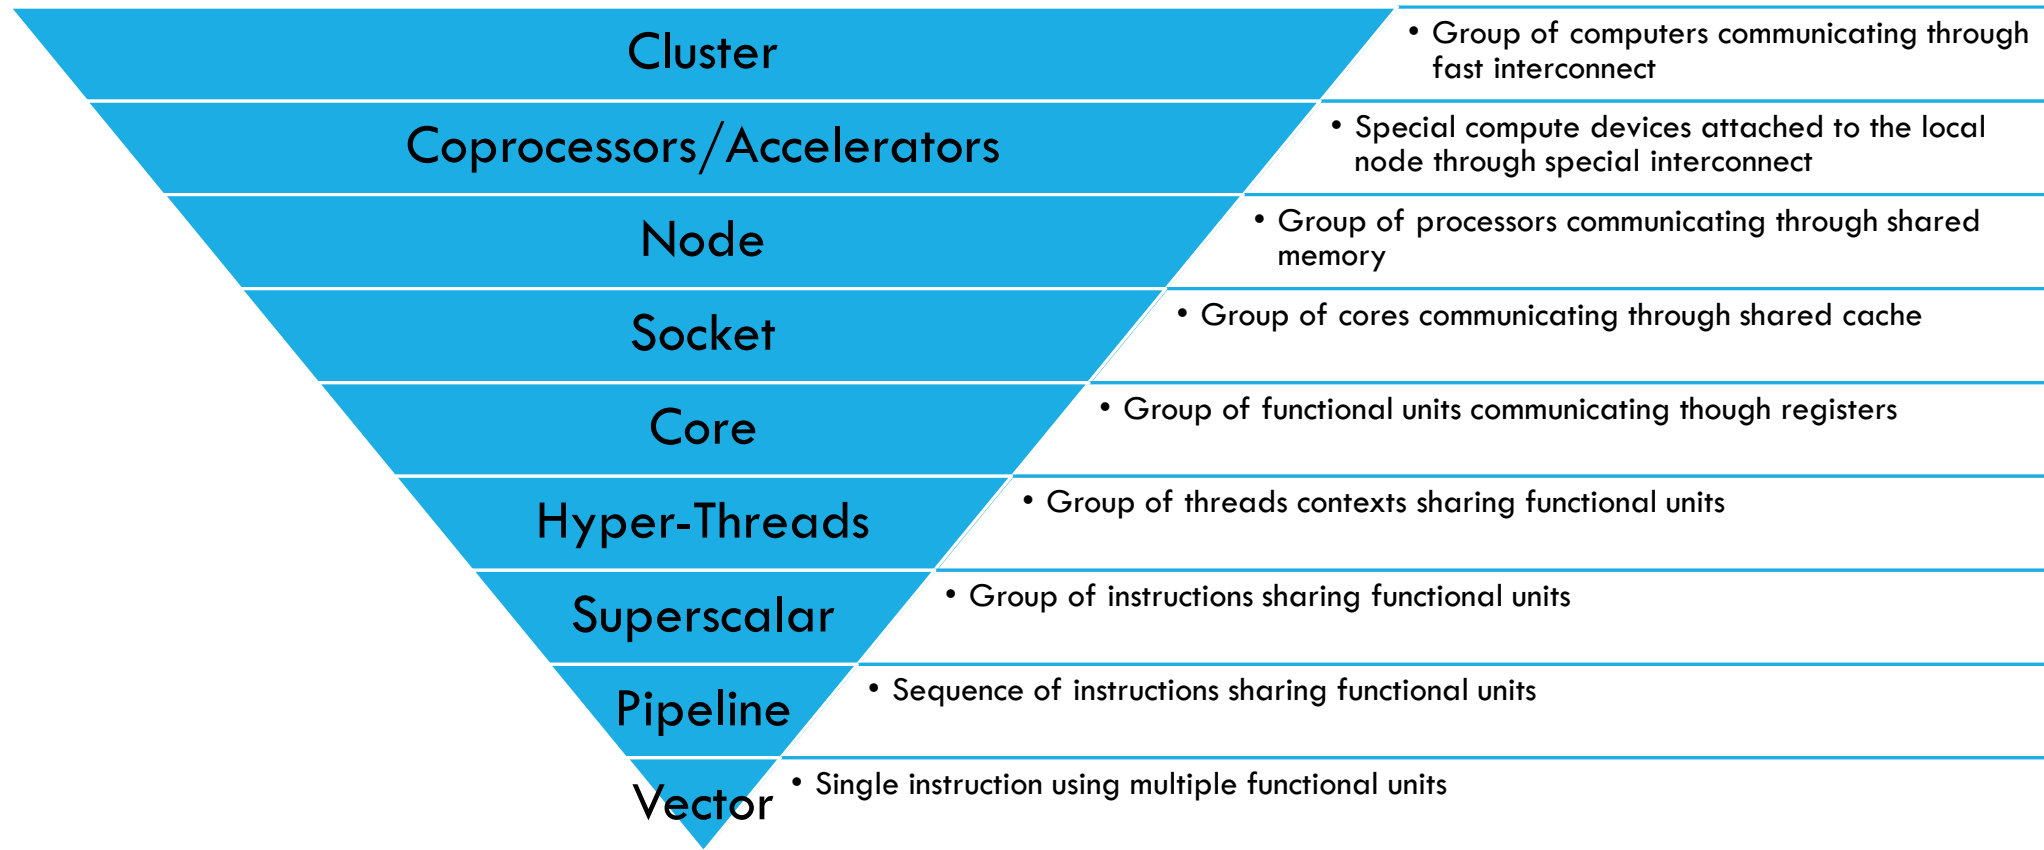 Cluster
• Group of computers communicating through
fast interconnect
Coprocessors/Accelerators
• Special compute devices attached to the local
node through special interconnect
Node
• Group of processors communicating through shared
memory
Socket
• Group of cores communicating through shared cache
Core
• Group of functional units communicating though registers
Hyper-Threads
• Group of threads contexts sharing functional units
Superscalar
• Group of instructions sharing functional units
Pipeline
• Sequence of instructions sharing functional units
Vector
• Single instruction using multiple functional units